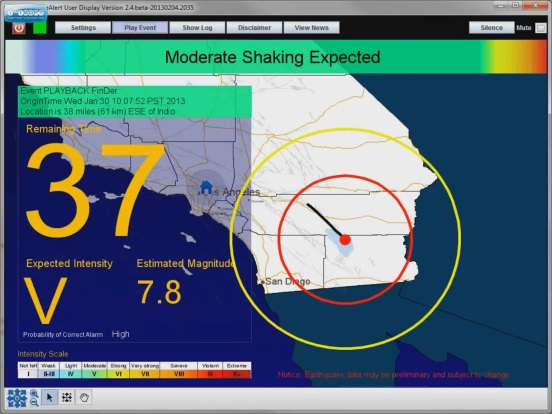 Alert User Display Version 2.4 beta-20130204.2035
Settings
Play Event
Show Log
Disclaimer
View News
Silence
Mute
Moderate Shaking Expected
Event PLAYBACK FinDer
OriginTime Wed Jan 30 10:07:52 PST 2013
Location is 38 miles (61 km) ESE of Indio
Remaining Time
37
Los Angeles
Expected Intensity
Estimated Magnitude
V
7.8
San Diego
Probability of Correct Alarm High
Intensity Scale
Not felt Weak Light Moderate Strong Very strong Severe Violent Extreme
I II-III IV V VI VII VIII IX X+
Notice: Earthquake data may be preliminary and subject to change.